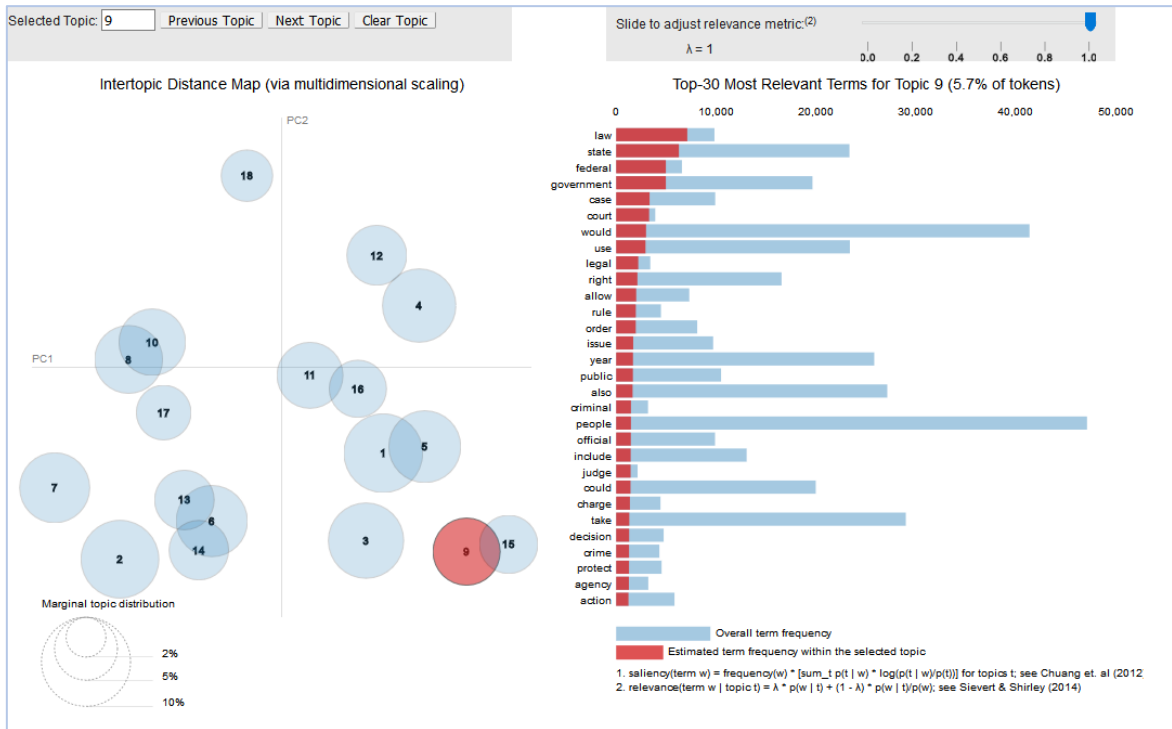 Selected Topic: 9 Previous Topic Next Topic Clear Topic
Slide to adjust relevance metric:(2)
λ = 1
0.0 0.2 0.4 0.6 0.8 1.0
Intertopic Distance Map (via multidimensional scaling)
PC2
PC1
18
12
4
10
8
11
16
17
1
5
7
13
6
14
2
3
9
15
Marginal topic distribution
2%
5%
10%
Top-30 Most Relevant Terms for Topic 9 (5.7% of tokens)
0 10,000 20,000 30,000 40,000 50,000
law
state
federal
government
case
court
would
use
legal
right
allow
rule
order
issue
year
public
also
criminal
people
official
include
judge
could
charge
take
decision
crime
protect
agency
action
Overall term frequency
Estimated term frequency within the selected topic
1. saliency(term w) = frequency(w) * [sum_t p(t | w) * log(p(t | w)/p(t))] for topics t; see Chuang et. al (2012
2. relevance(term w | topic t) = λ * p(w | t) + (1 - λ) * p(w | t)/p(w); see Sievert & Shirley (2014)